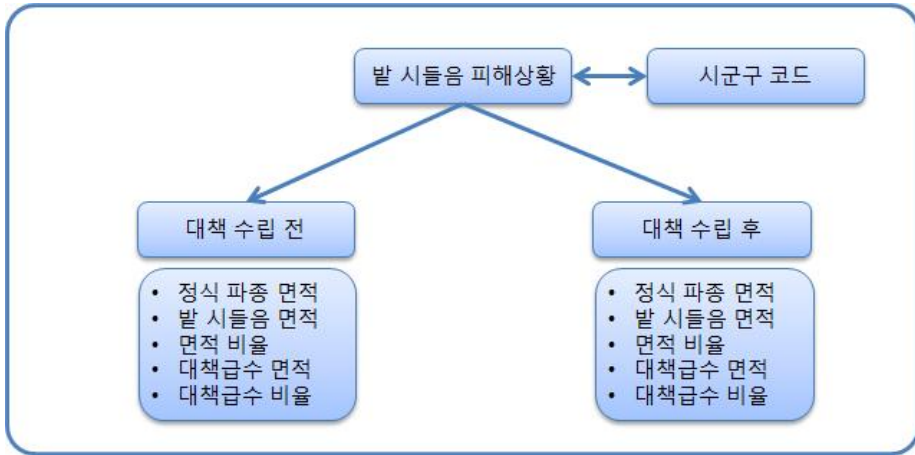 밭 시들음 피해상황
시군구 코드
대책 수립 전
대책 수립 후
• 정식 파종 면적
• 밭 시들음 면적
• 면적 비율
• 대책급수 면적
• 대책급수 비율
• 정식 파종 면적
• 밭 시들음 면적
• 면적 비율
• 대책급수 면적
• 대책급수 비율